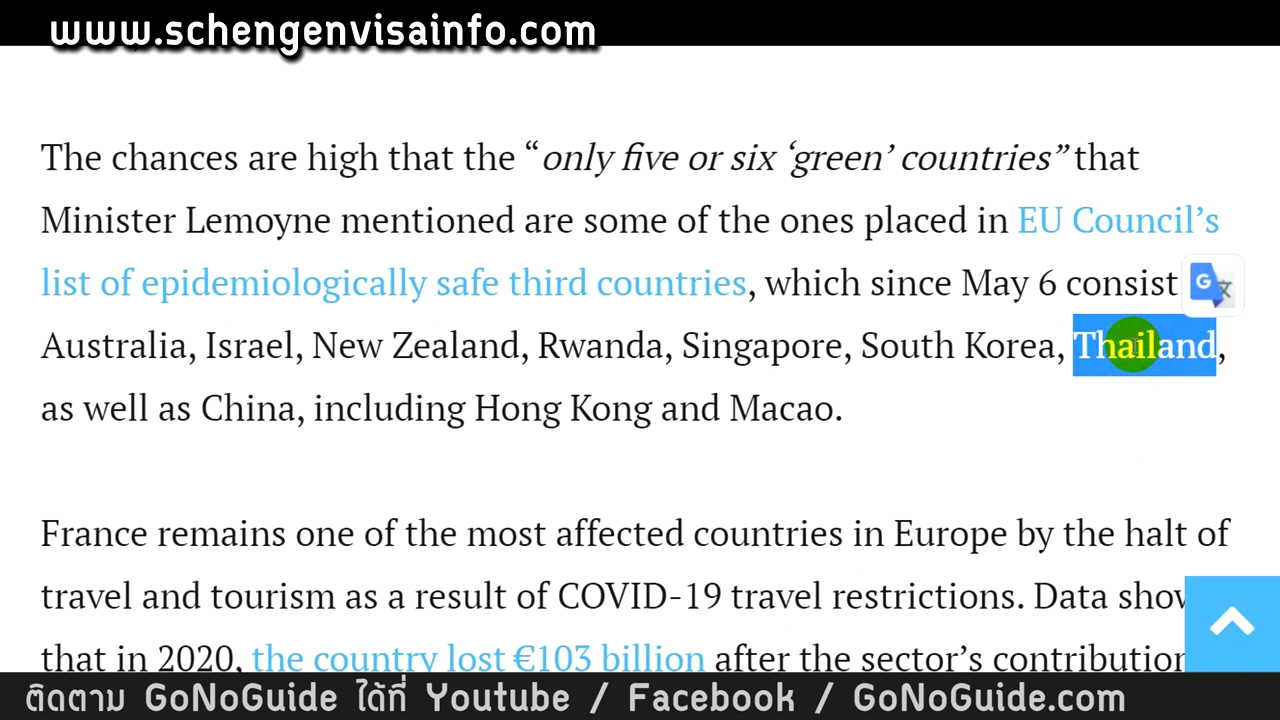 www.schengenvisainfo.com
The chances are high that the “only five or six ‘green’ countries” that
Minister Lemoyne mentioned are some of the ones placed in EU Council’s
list of epidemiologically safe third countries, which since May 6 consist
Australia, Israel, New Zealand, Rwanda, Singapore, South Korea, Thailand,
as well as China, including Hong Kong and Macao.
France remains one of the most affected countries in Europe by the halt of
travel and tourism as a result of COVID-19 travel restrictions. Data show
that in 2020, the country lost €103 billion after the sector’s contribution
ติดตาม GoNoGuide ได้ที่ Youtube / Facebook / GoNoGuide.com